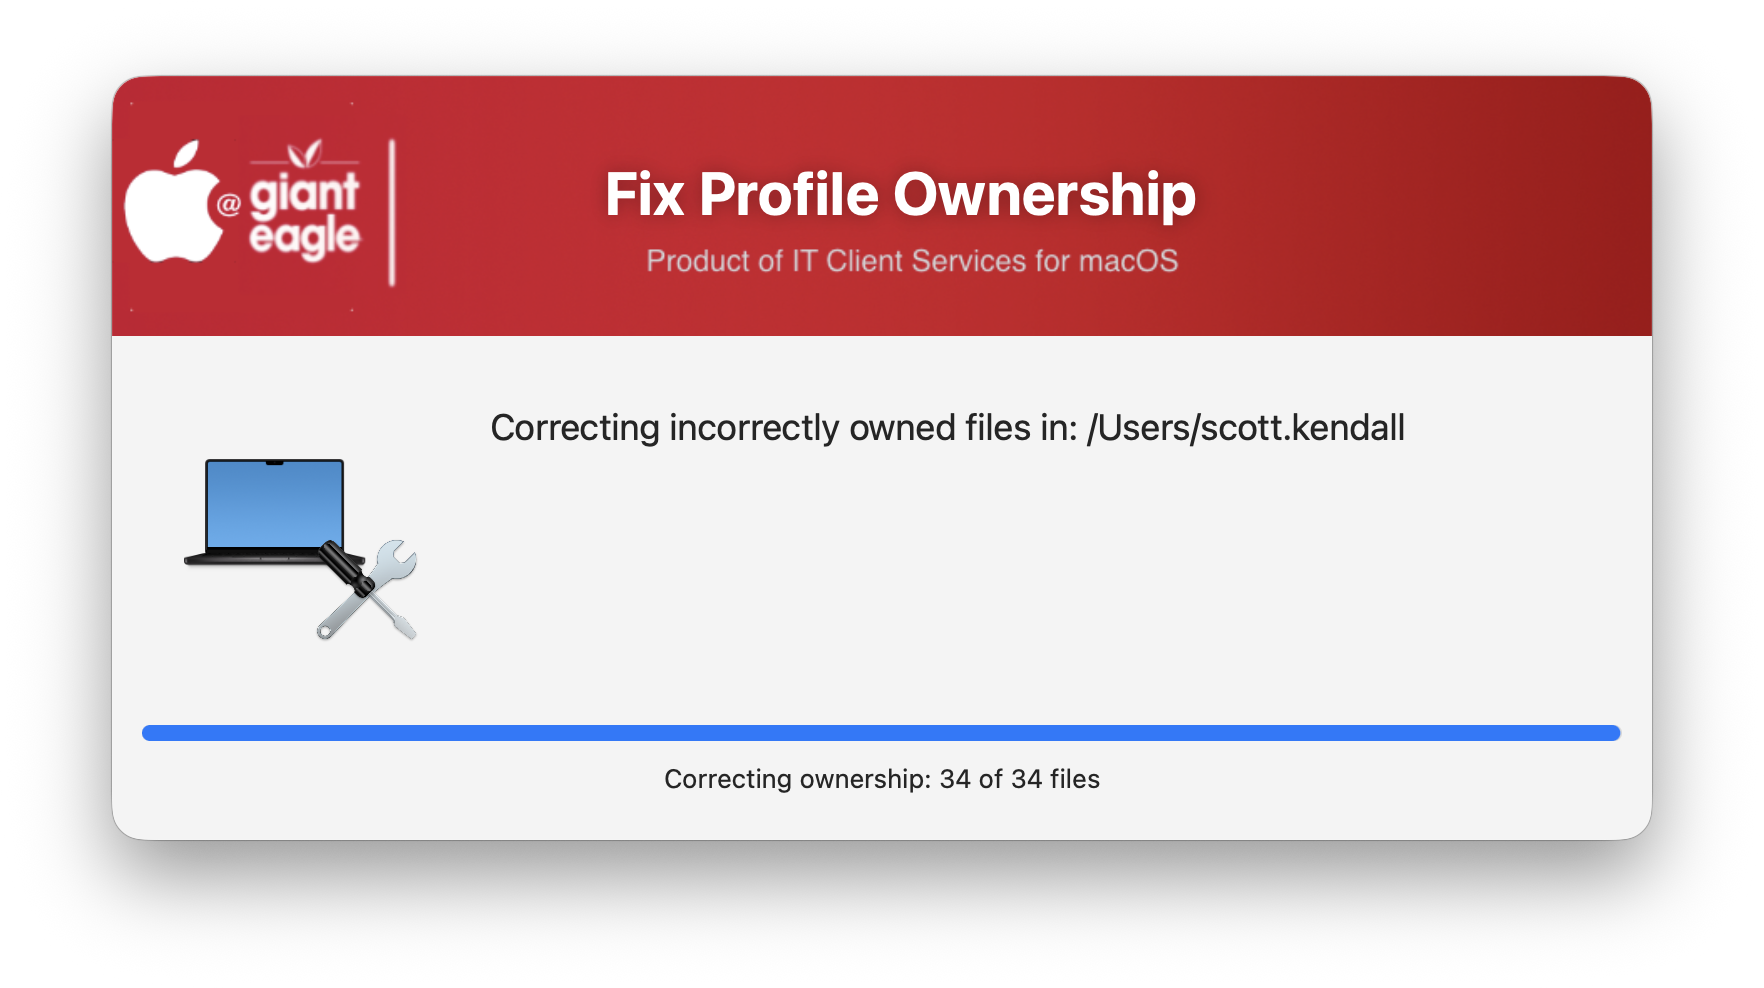 @ giant
eagle
Fix Profile Ownership
Product of IT Client Services for macOS
Correcting incorrectly owned files in: /Users/scott.kendall
Correcting ownership: 34 of 34 files